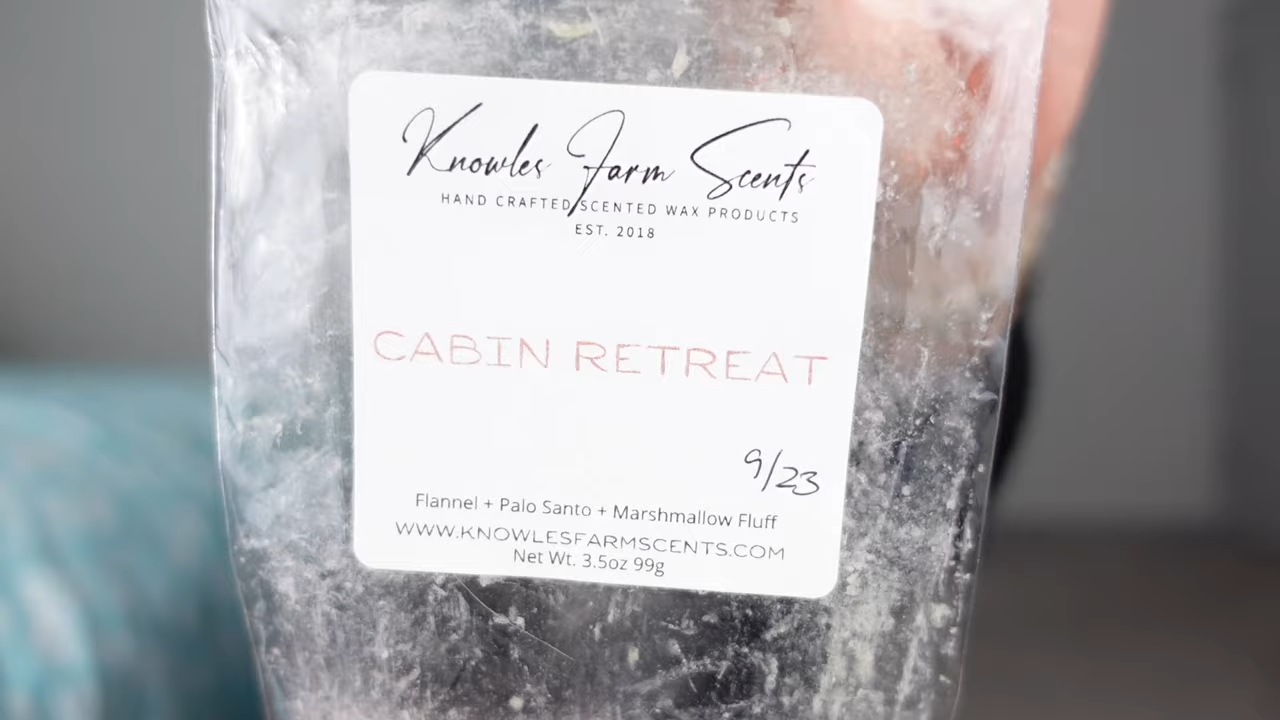 Knowles Farm Scents
HAND CRAFTED SCENTED WAX PRODUCTS
EST. 2018
CABIN RETREAT
9/23
Flannel + Palo Santo + Marshmallow Fluff
WWW.KNOWLESFARMSCENTS.COM
Net Wt. 3.5oz 99g